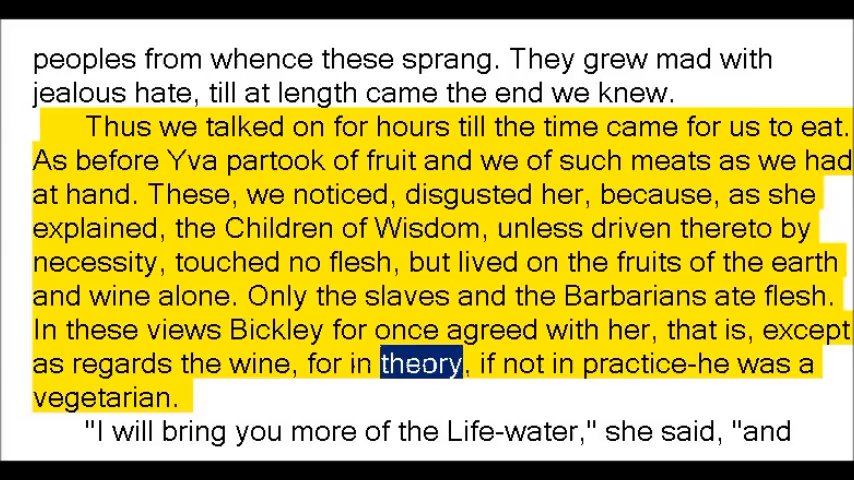 peoples from whence these sprang. They grew mad with
jealous hate, till at length came the end we knew.
Thus we talked on for hours till the time came for us to eat.
As before Yva partook of fruit and we of such meats as we had
at hand. These, we noticed, disgusted her, because, as she
explained, the Children of Wisdom, unless driven thereto by
necessity, touched no flesh, but lived on the fruits of the earth
and wine alone. Only the slaves and the Barbarians ate flesh.
In these views Bickley for once agreed with her, that is, except
as regards the wine, for in theory, if not in practice-he was a
vegetarian.
"I will bring you more of the Life-water," she said, "and